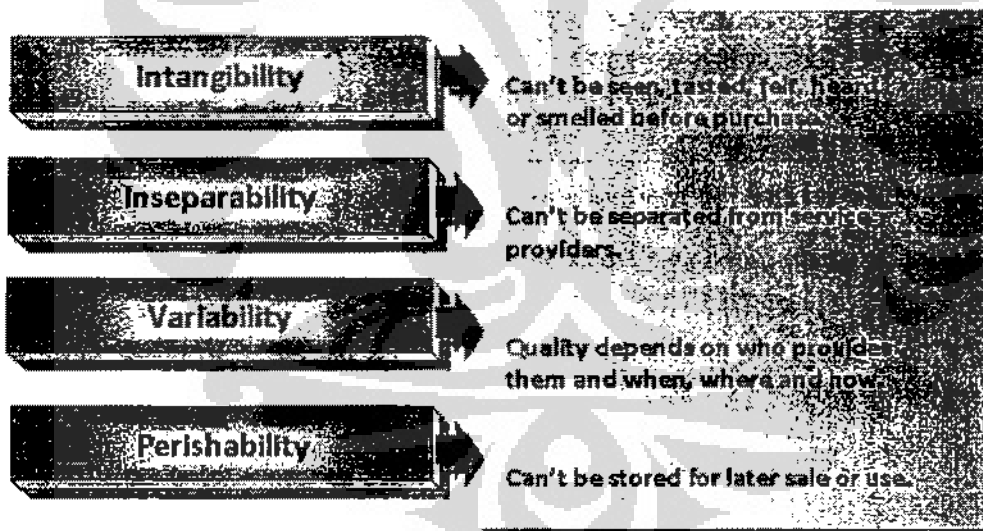 Intangibility
Can't be seen, tasted, felt, heard
or smelled before purchase.
Inseparability
Can't be separated from service
providers.
Variability
Quality depends on who provides
them and when, where and how.
Perishability
Can't be stored for later sale or use.